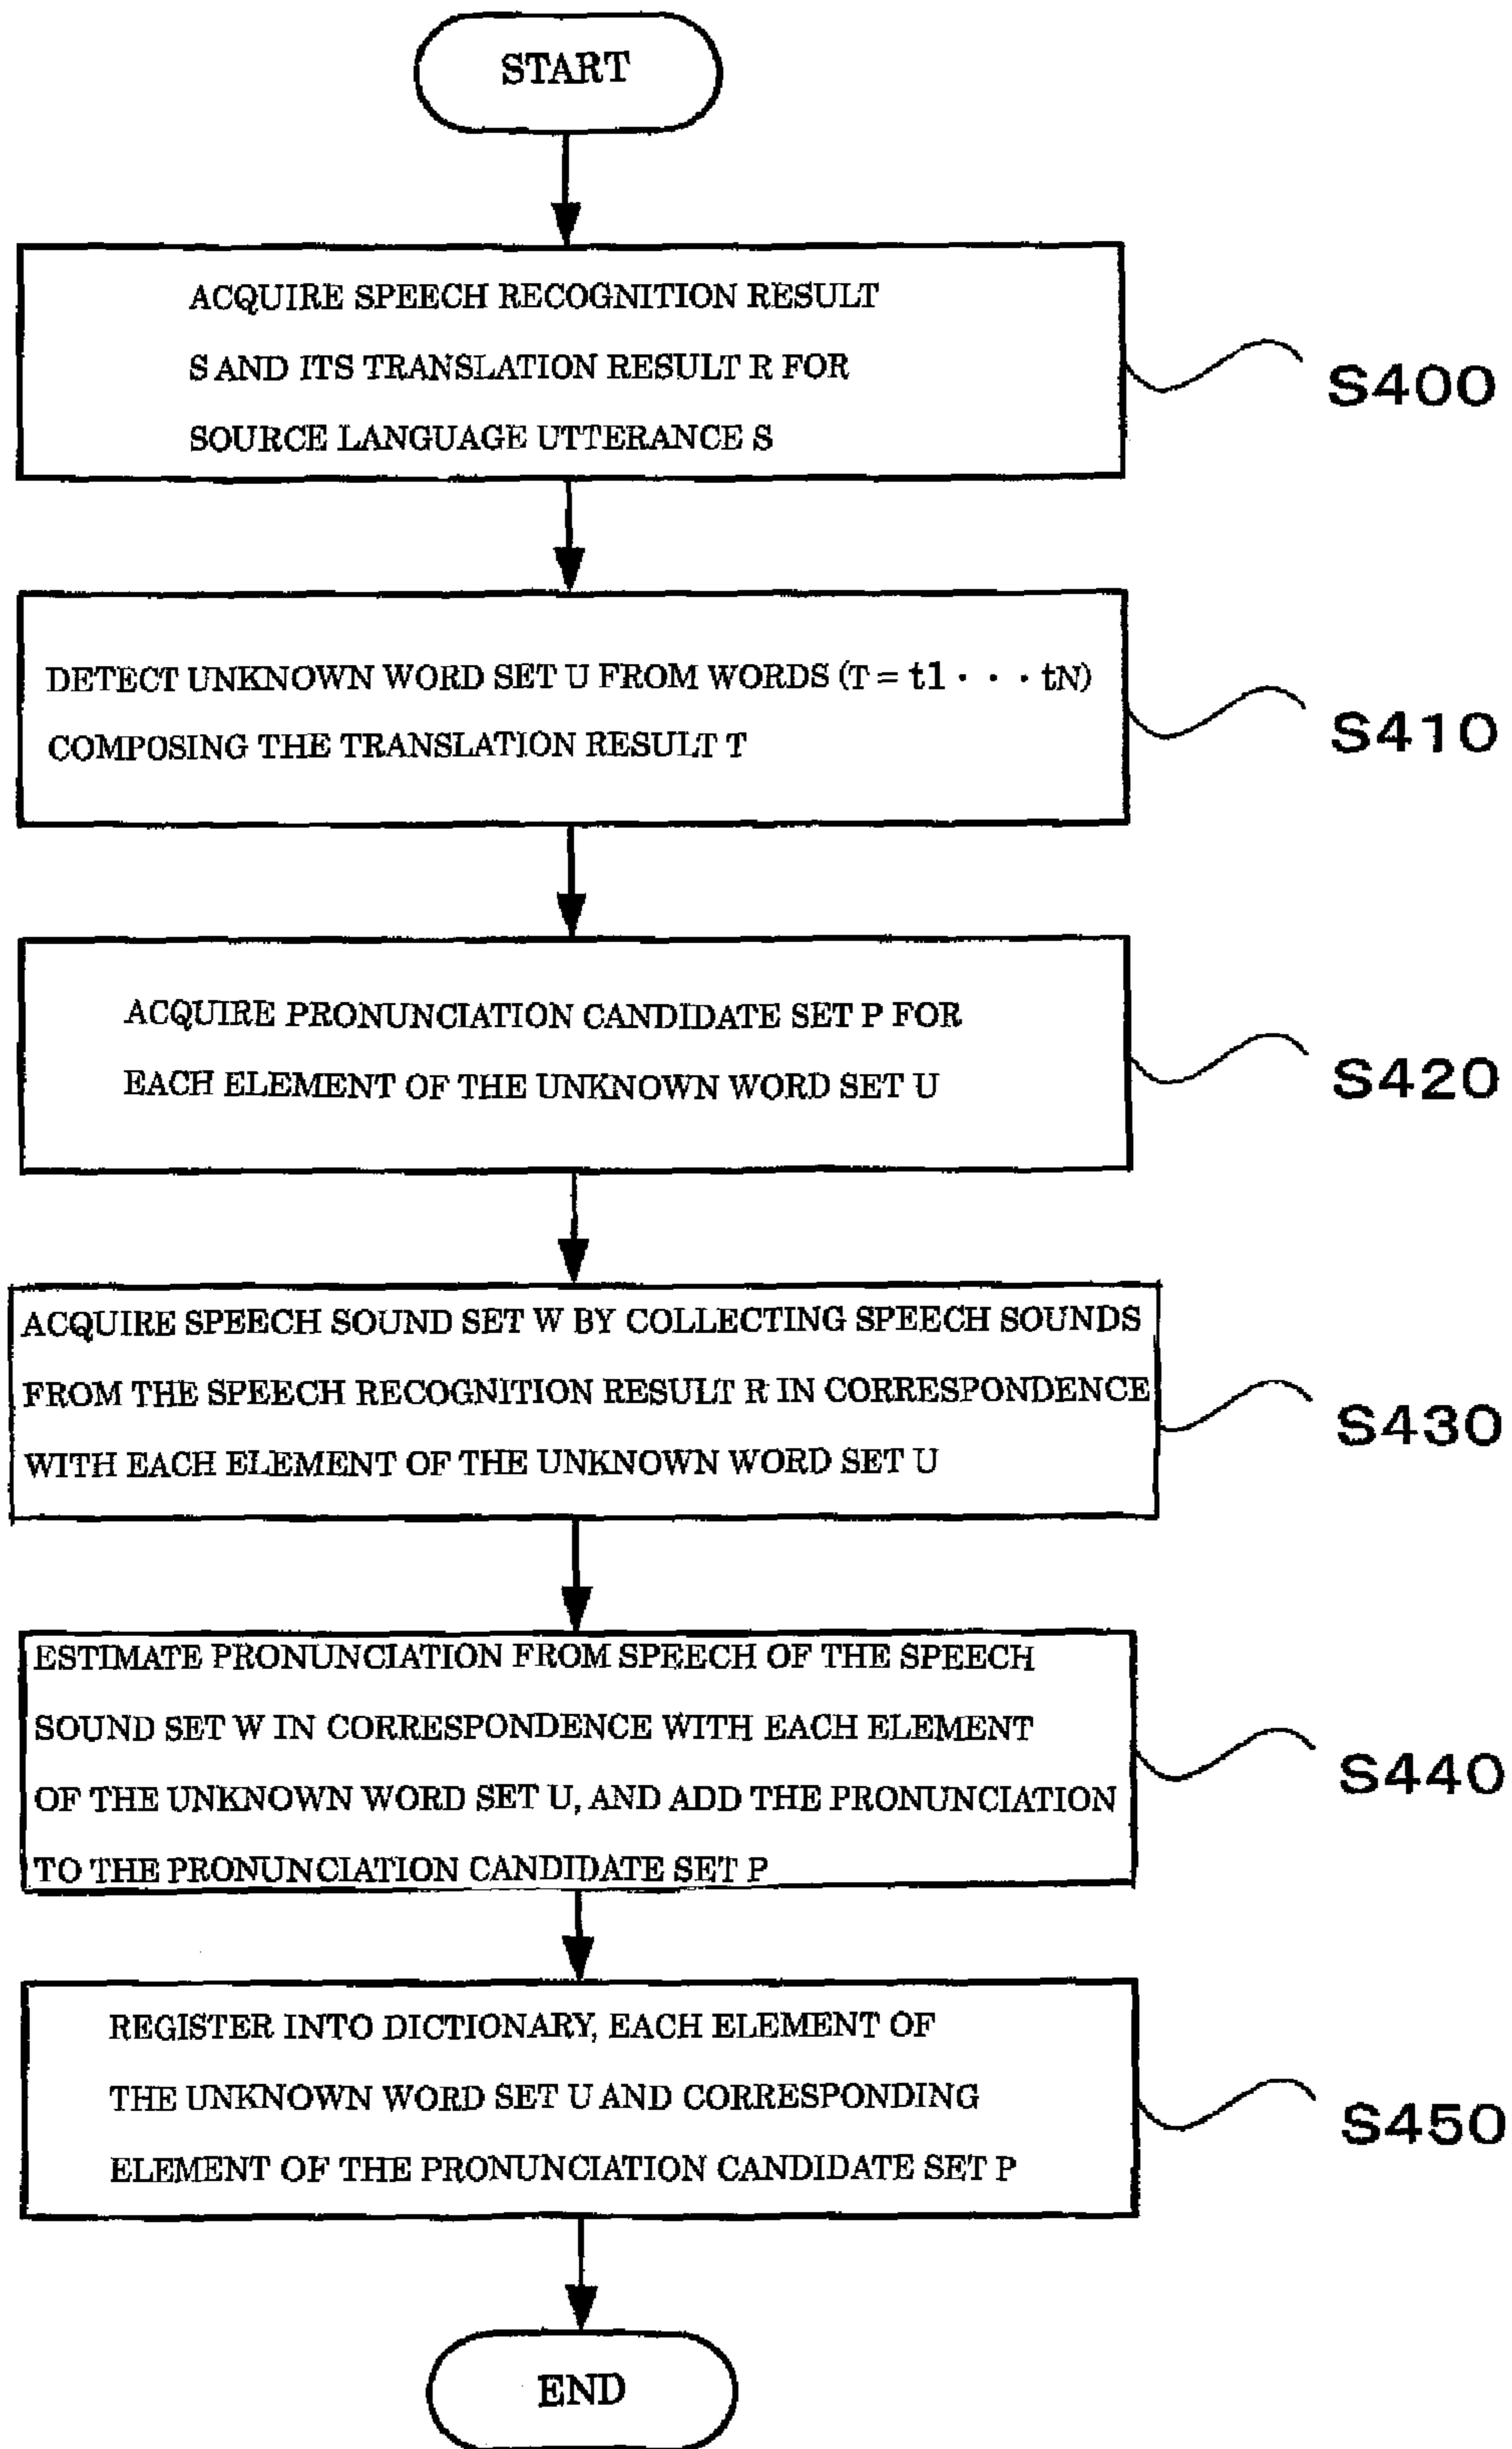 START
ACQUIRE SPEECH RECOGNITION RESULT
S AND ITS TRANSLATION RESULT R FOR
SOURCE LANGUAGE UTTERANCE S
S400
DETECT UNKNOWN WORD SET U FROM WORDS (T = t1 · · · tN)
COMPOSING THE TRANSLATION RESULT T
S410
ACQUIRE PRONUNCIATION CANDIDATE SET P FOR
EACH ELEMENT OF THE UNKNOWN WORD SET U
S420
ACQUIRE SPEECH SOUND SET W BY COLLECTING SPEECH SOUNDS
FROM THE SPEECH RECOGNITION RESULT R IN CORRESPONDENCE
WITH EACH ELEMENT OF THE UNKNOWN WORD SET U
S430
ESTIMATE PRONUNCIATION FROM SPEECH OF THE SPEECH
SOUND SET W IN CORRESPONDENCE WITH EACH ELEMENT
OF THE UNKNOWN WORD SET U, AND ADD THE PRONUNCIATION
TO THE PRONUNCIATION CANDIDATE SET P
S440
REGISTER INTO DICTIONARY, EACH ELEMENT OF
THE UNKNOWN WORD SET U AND CORRESPONDING
ELEMENT OF THE PRONUNCIATION CANDIDATE SET P
S450
END